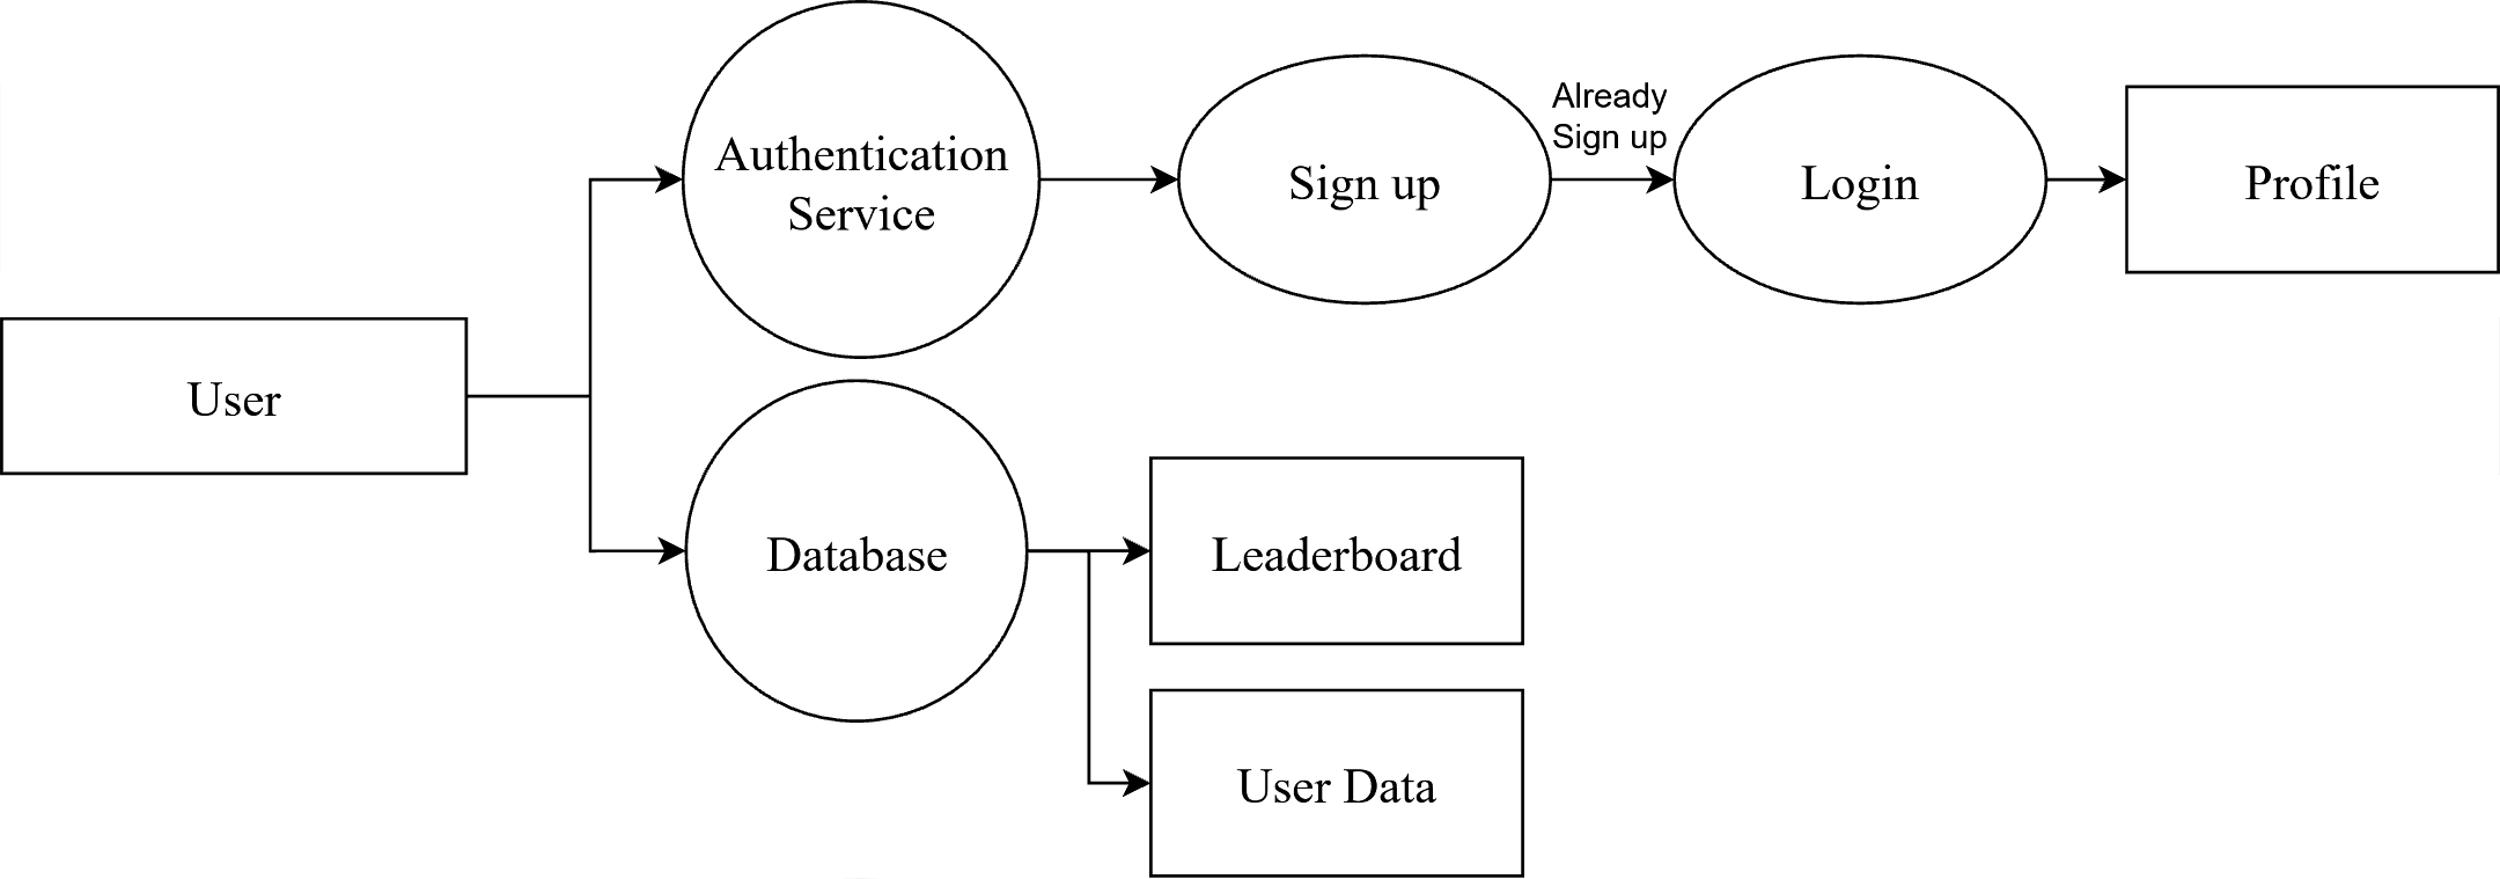 Authentication
Service
Sign up
Already
Sign up
Login
Profile
User
Database
Leaderboard
User Data